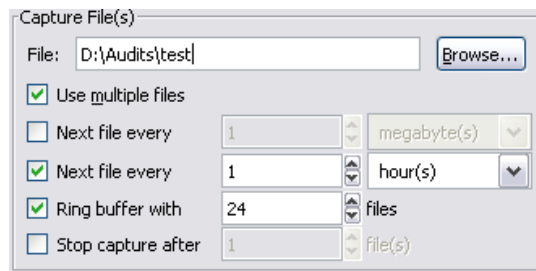 Capture File(s)
File: D:\Audits\test Browse...
Use multiple files
Next file every 1 megabyte(s)
Next file every 1 hour(s)
Ring buffer with 24 files
Stop capture after 1 file(s)